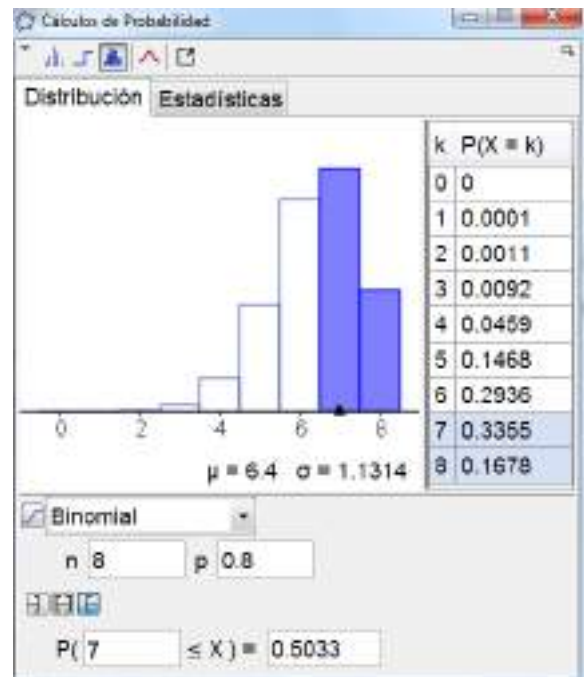 Cálculos de Probabilidad
Distribución Estadísticas
k P(X = k)
0 0
1 0.0001
2 0.0011
3 0.0092
4 0.0459
5 0.1468
6 0.2936
7 0.3355
8 0.1678
0 2 4 6 8
μ = 6.4 σ = 1.1314
Binomial
n 8 p 0.8
P( 7 ≤ X ) = 0.5033